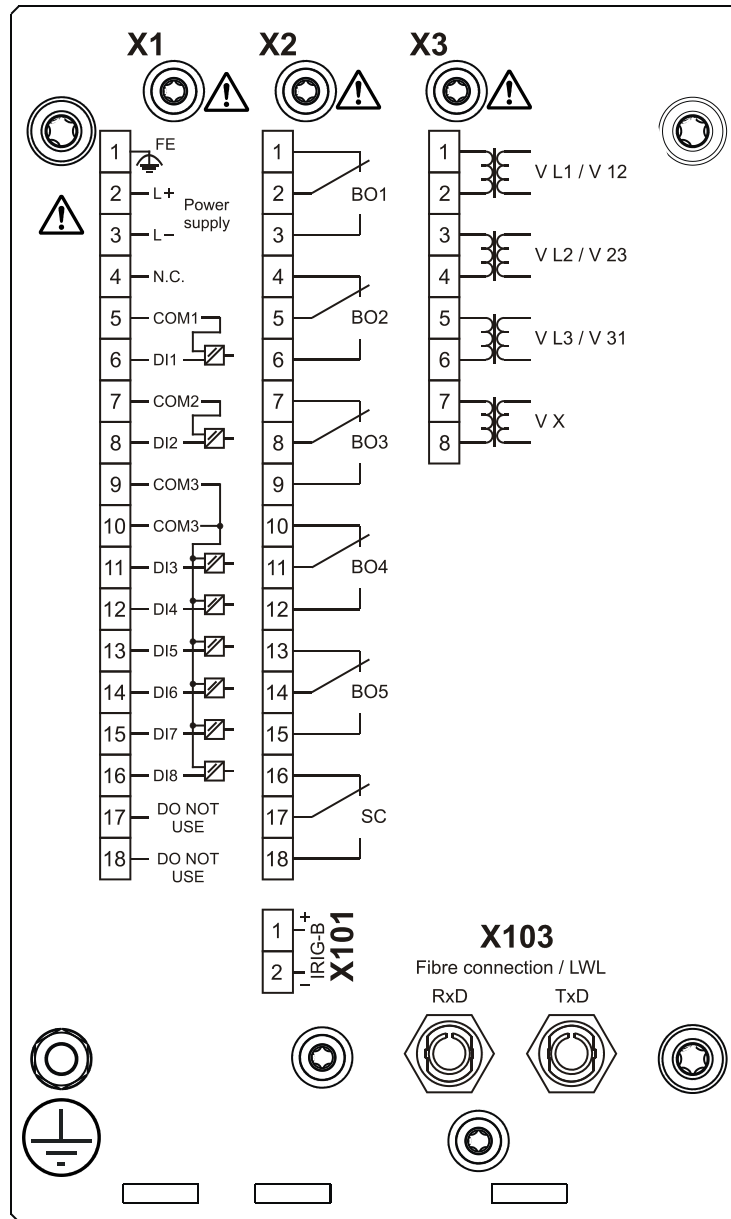 X1 X2 X3
1 FE
2 L+
Power
supply
3 L–
4 N.C.
5 COM1
6 DI1
7 COM2
8 DI2
9 COM3
10 COM3
11 DI3
12 DI4
13 DI5
14 DI6
15 DI7
16 DI8
17 DO NOT
USE
18 DO NOT
USE
1
2 BO1
3
4
5 BO2
6
7
8 BO3
9
10
11 BO4
12
13
14 BO5
15
16
17 SC
18
1
V L1 / V 12
2
3
V L2 / V 23
4
5
V L3 / V 31
6
7
V X
8
1 +
2 –
IRIG-B
X101
X103
Fibre connection / LWL
RxD TxD